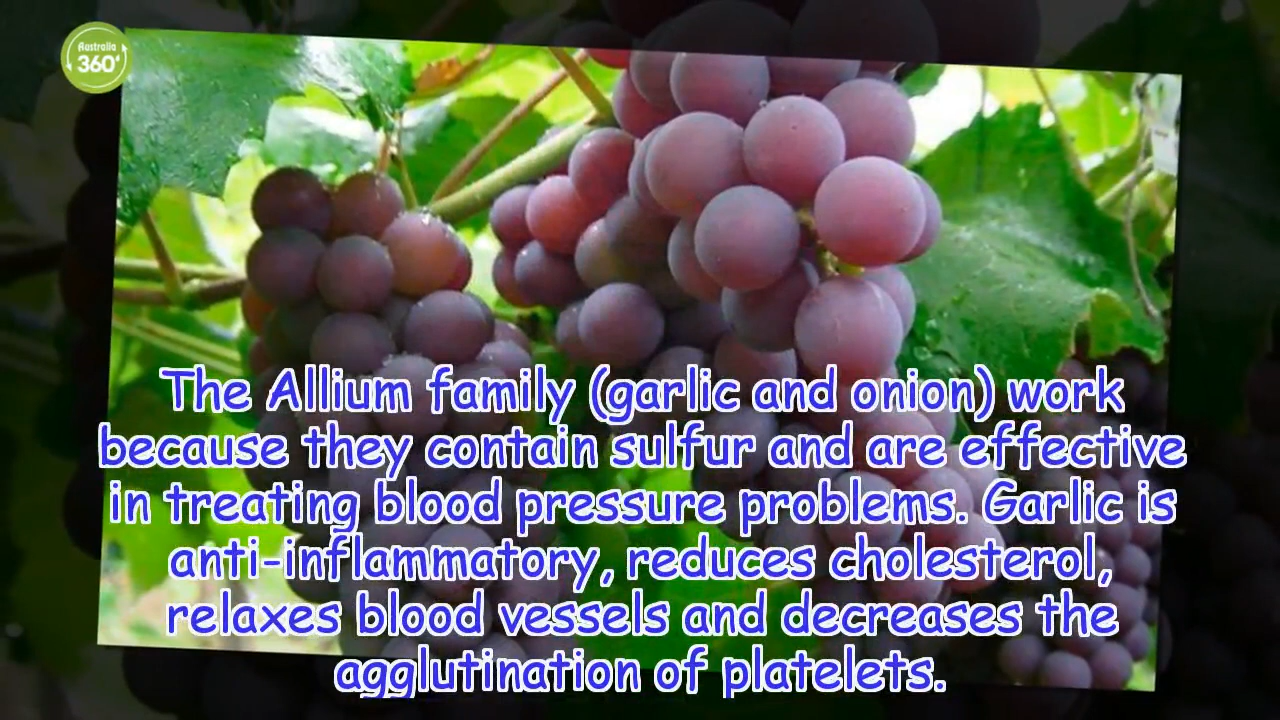 Australia
360°
The Allium family (garlic and onion) work
because they contain sulfur and are effective
in treating blood pressure problems. Garlic is
anti-inflammatory, reduces cholesterol,
relaxes blood vessels and decreases the
agglutination of platelets.